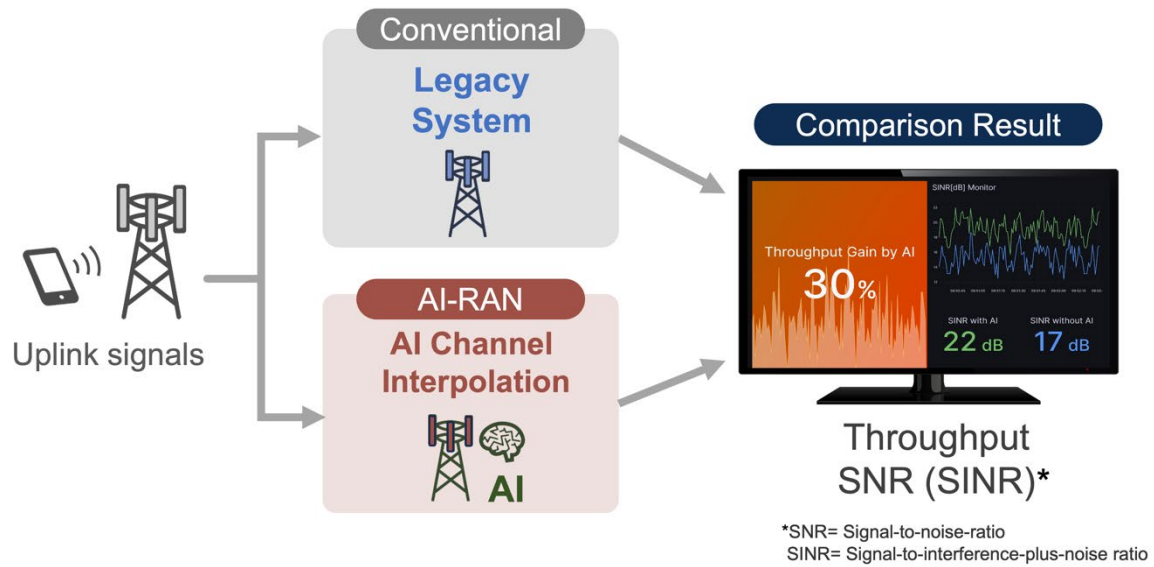 Conventional
Legacy
System
Uplink signals
AI-RAN
AI Channel
Interpolation
AI
Comparison Result
Throughput Gain by AI
30%
SINR[dB] Monitor
SINR with AI
22 dB
SINR without AI
17 dB
Throughput
SNR (SINR)*
*SNR= Signal-to-noise-ratio
SINR= Signal-to-interference-plus-noise ratio